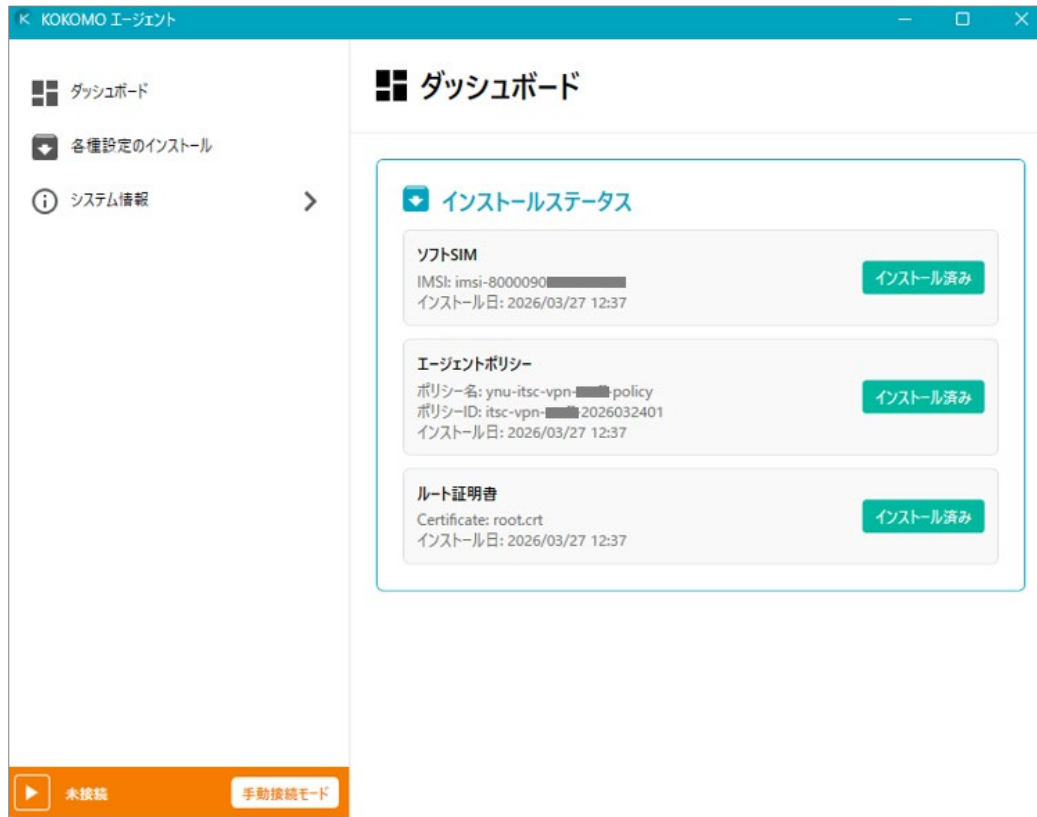 KOKOMO エージェント
ダッシュボード
各種設定のインストール
システム情報
ダッシュボード
インストールステータス
ソフトSIM
IMSI: imsi-8000090
インストール日: 2026/03/27 12:37
インストール済み
エージェントポリシー
ポリシー名: ynu-itsc-vpn- -policy
ポリシーID: itsc-vpn- -2026032401
インストール日: 2026/03/27 12:37
インストール済み
ルート証明書
Certificate: root.crt
インストール日: 2026/03/27 12:37
インストール済み
未接続
手動接続モード